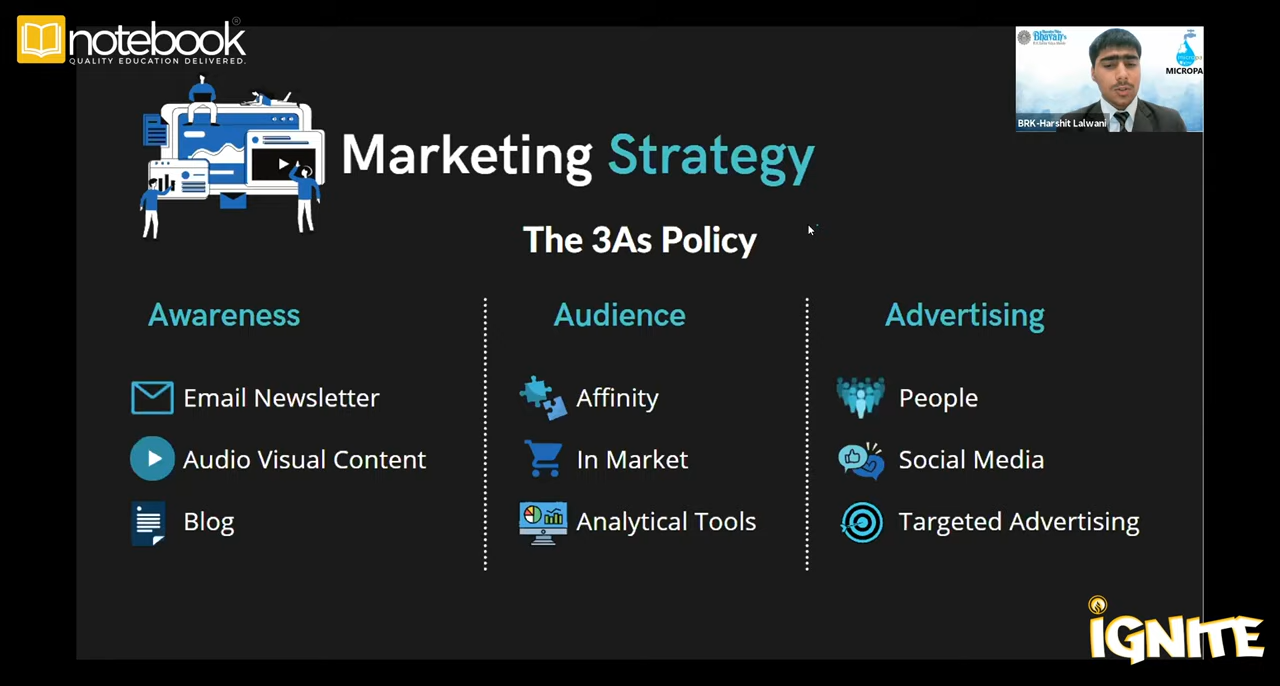 notebook
QUALITY EDUCATION DELIVERED.
Bhavan's
MICROPA
BRK-Harshit Lalwani
Marketing Strategy
The 3As Policy
Awareness
Email Newsletter
Audio Visual Content
Blog
Audience
Affinity
In Market
Analytical Tools
Advertising
People
Social Media
Targeted Advertising
iGNITE